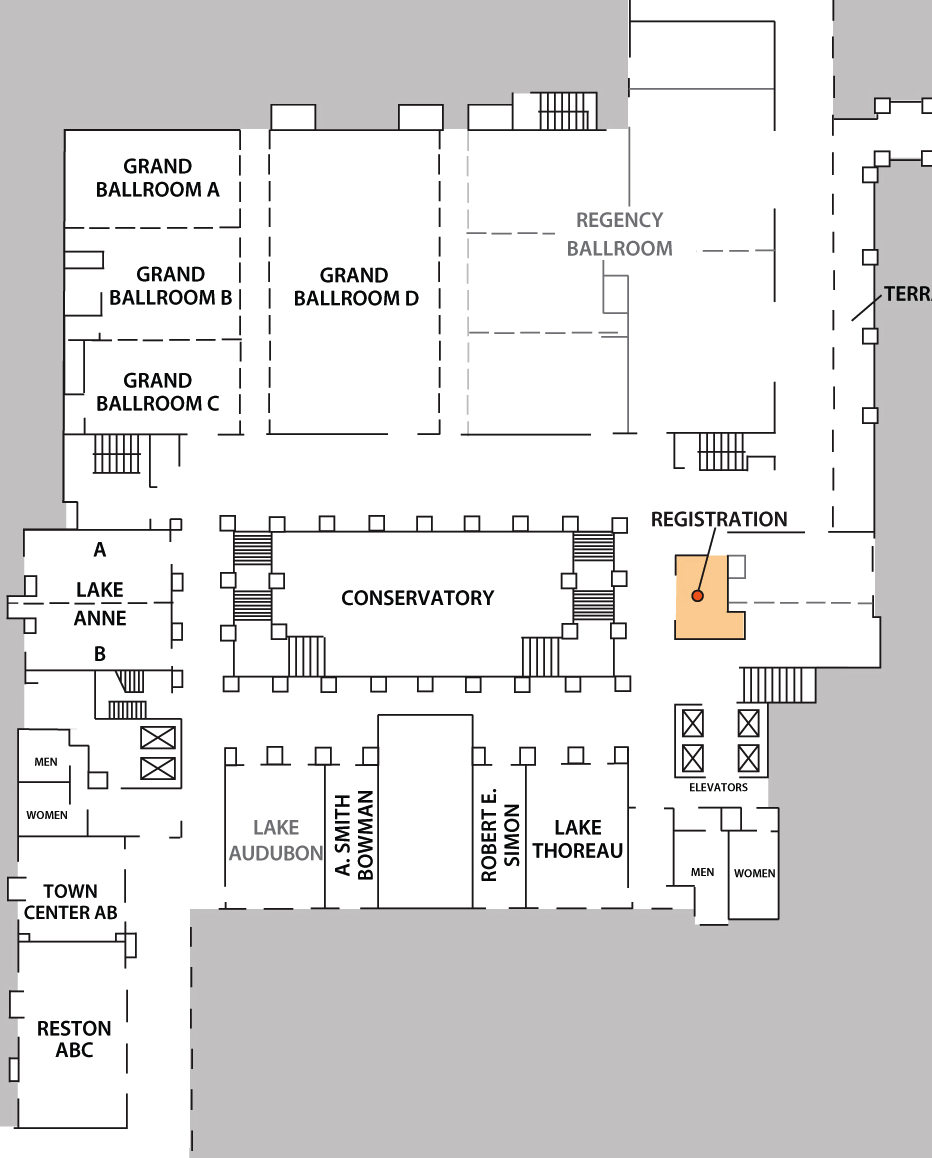 GRAND
BALLROOM A
REGENCY
BALLROOM
GRAND
BALLROOM B
GRAND
BALLROOM D
TERRA
GRAND
BALLROOM C
REGISTRATION
A
LAKE
ANNE
B
CONSERVATORY
MEN
WOMEN
ELEVATORS
LAKE
AUDUBON
A. SMITH
BOWMAN
ROBERT E.
SIMON
LAKE
THOREAU
MEN
WOMEN
TOWN
CENTER AB
RESTON
ABC